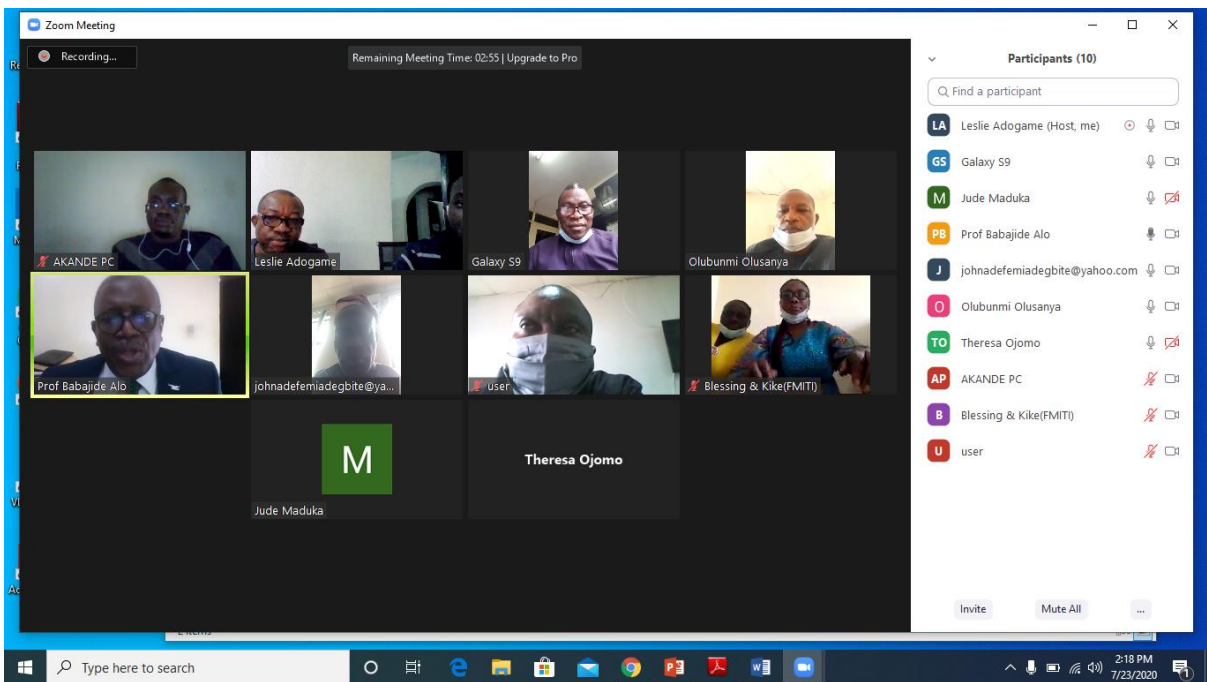 Zoom Meeting
Recording...
Remaining Meeting Time: 02:55 | Upgrade to Pro
AKANDE PC
Leslie Adogame
Galaxy S9
Olubunmi Olusanya
Prof Babajide Alo
johnadefemiadegbite@ya...
user
Blessing & Kike(FMITI)
M
Jude Maduka
Theresa Ojomo
Participants (10)
Find a participant
LA Leslie Adogame (Host, me)
GS Galaxy S9
M Jude Maduka
PB Prof Babajide Alo
J johnadefemiadegbite@yahoo.com
O Olubunmi Olusanya
TO Theresa Ojomo
AP AKANDE PC
B Blessing & Kike(FMITI)
U user
Invite Mute All ...
Type here to search
2:18 PM
7/23/2020
1